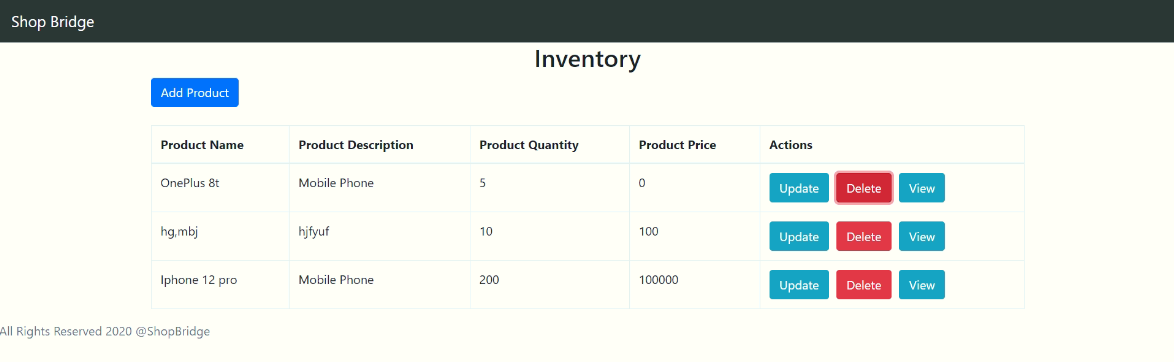 Shop Bridge
Inventory
Add Product
Product Name Product Description Product Quantity Product Price Actions
OnePlus 8t Mobile Phone 5 0 Update Delete View
hg,mbj hjfyuf 10 100 Update Delete View
Iphone 12 pro Mobile Phone 200 100000 Update Delete View
All Rights Reserved 2020 @ShopBridge